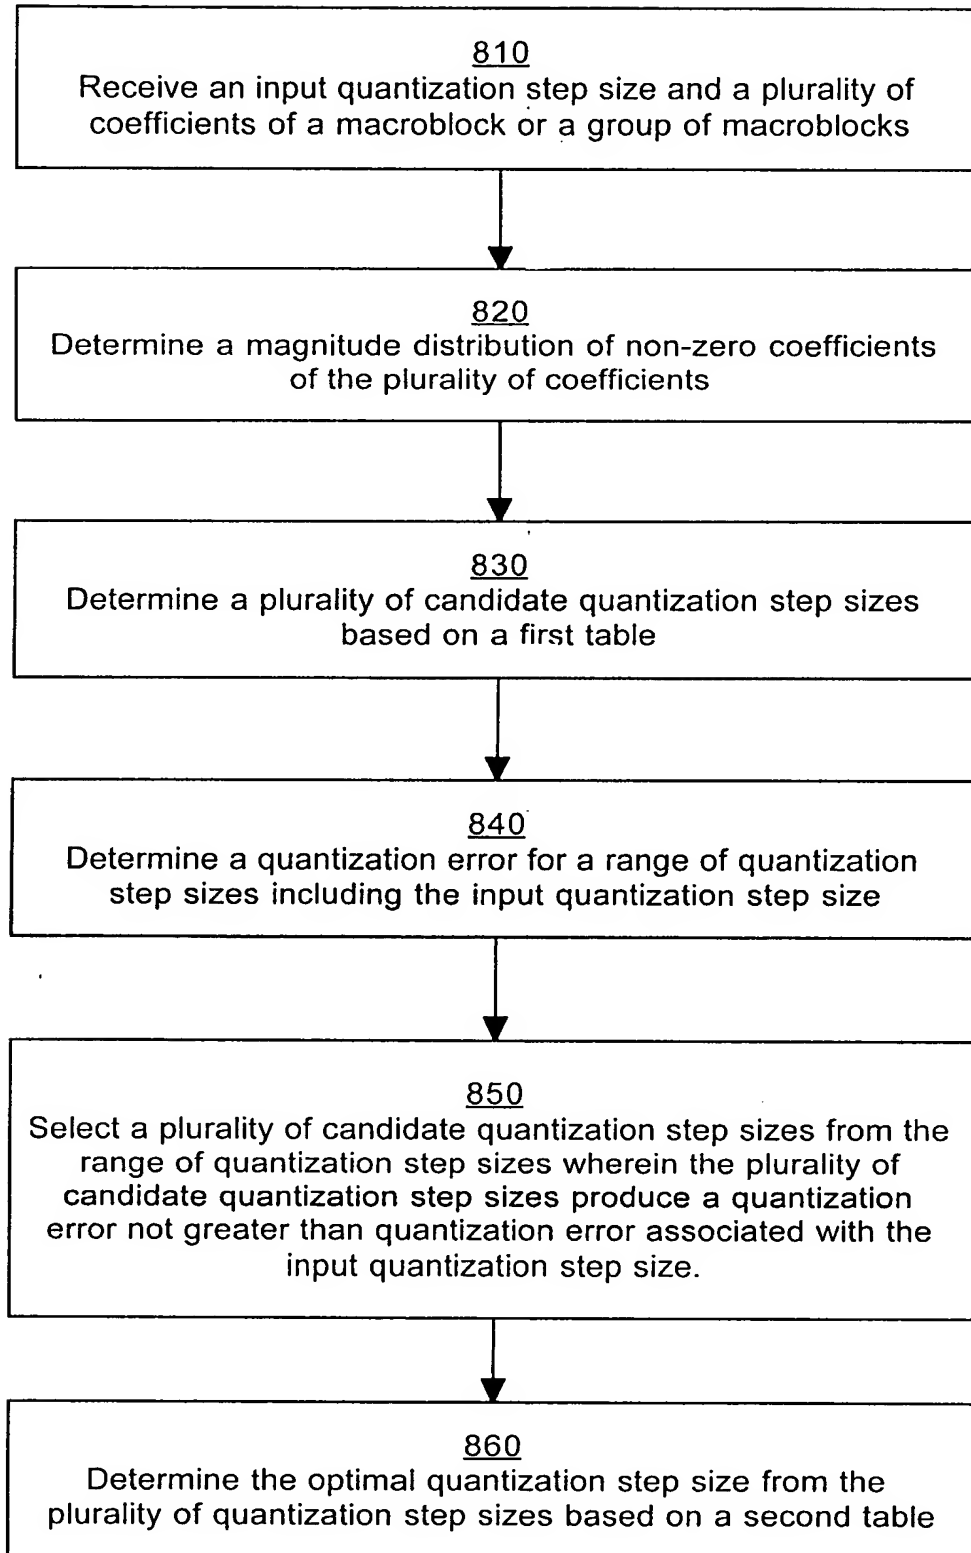 810
Receive an input quantization step size and a plurality of
coefficients of a macroblock or a group of macroblocks
820
Determine a magnitude distribution of non-zero coefficients
of the plurality of coefficients
830
Determine a plurality of candidate quantization step sizes
based on a first table
840
Determine a quantization error for a range of quantization
step sizes including the input quantization step size
850
Select a plurality of candidate quantization step sizes from the
range of quantization step sizes wherein the plurality of
candidate quantization step sizes produce a quantization
error not greater than quantization error associated with the
input quantization step size.
860
Determine the optimal quantization step size from the
plurality of quantization step sizes based on a second table